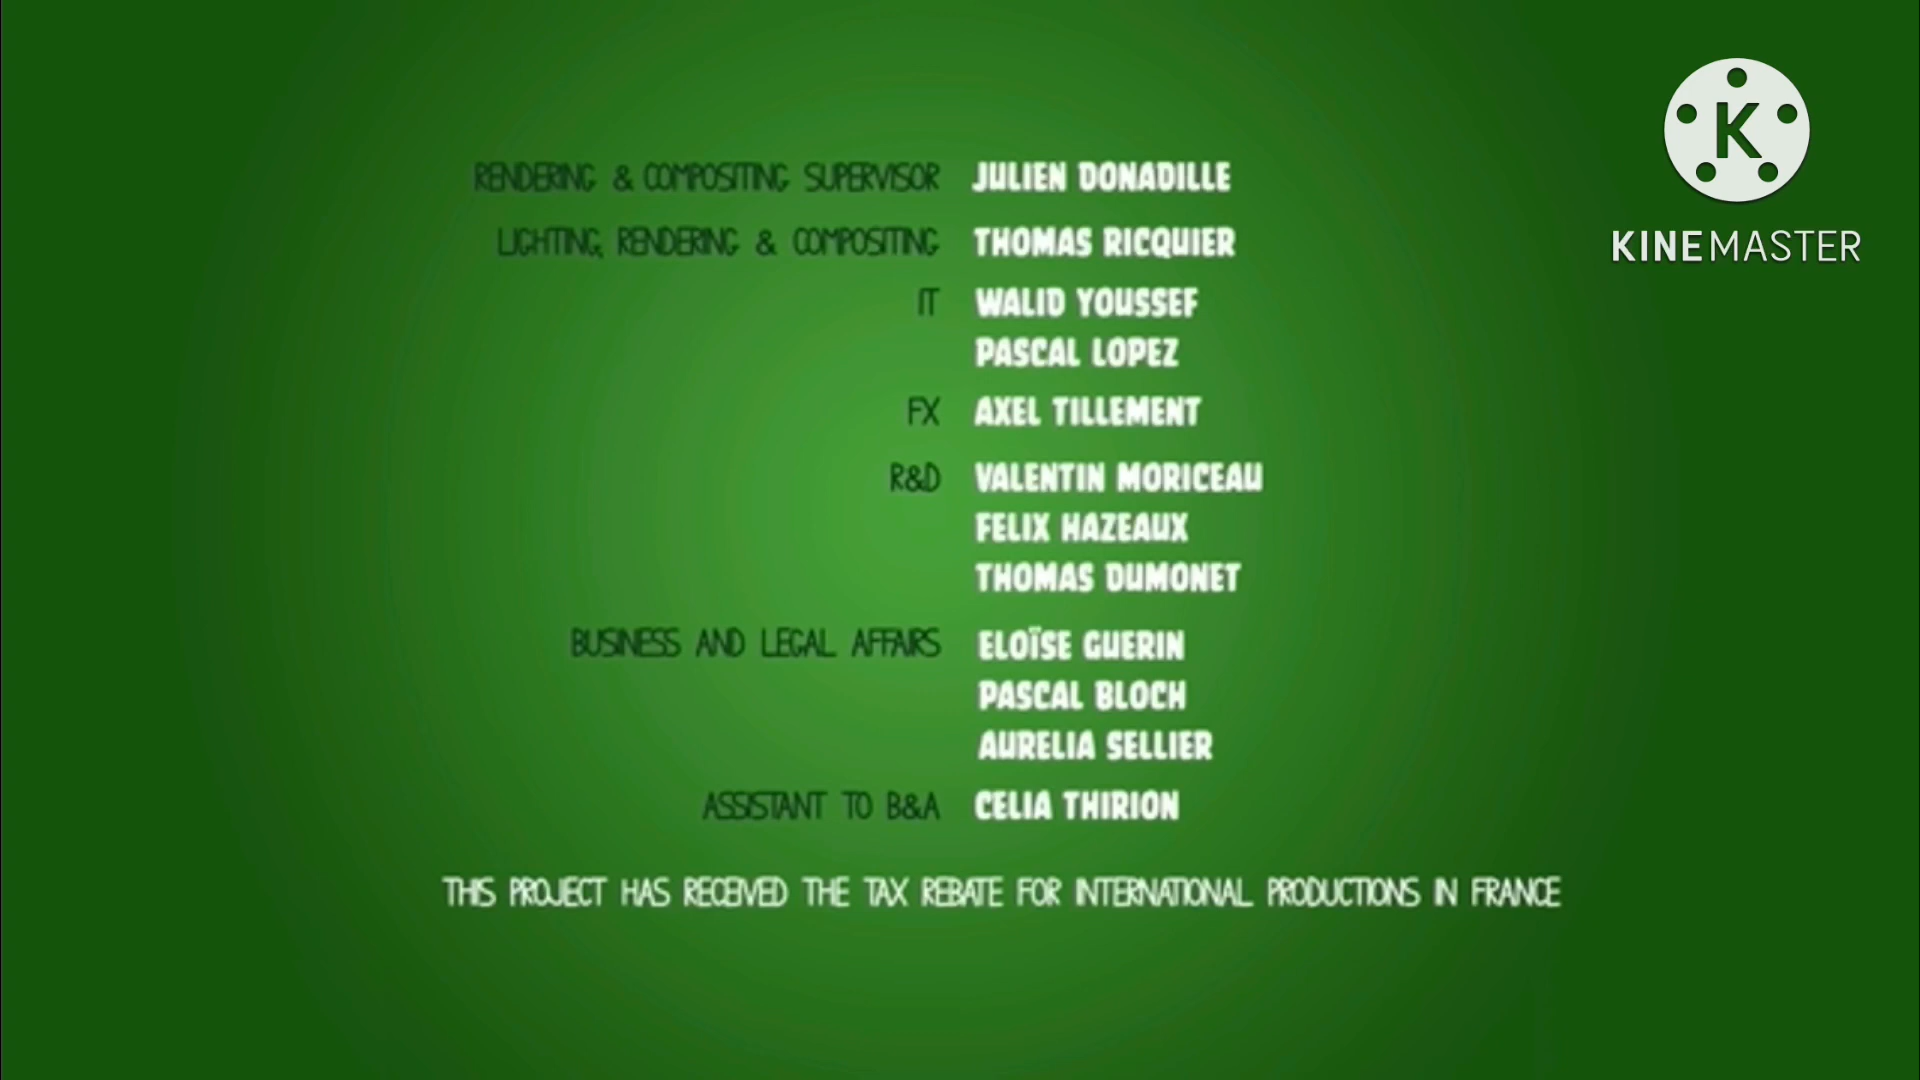 K
KINEMASTER
RENDERING & COMPOSITING SUPERVISOR JULIEN DONADILLE
LIGHTING, RENDERING & COMPOSITING THOMAS RICQUIER
IT WALID YOUSSEF
PASCAL LOPEZ
FX AXEL TILLEMENT
R&D VALENTIN MORICEAU
FELIX HAZEAUX
THOMAS DUMONET
BUSINESS AND LEGAL AFFAIRS ELOÏSE GUERIN
PASCAL BLOCH
AURELIA SELLIER
ASSISTANT TO B&A CELIA THIRION
THIS PROJECT HAS RECEIVED THE TAX REBATE FOR INTERNATIONAL PRODUCTIONS IN FRANCE